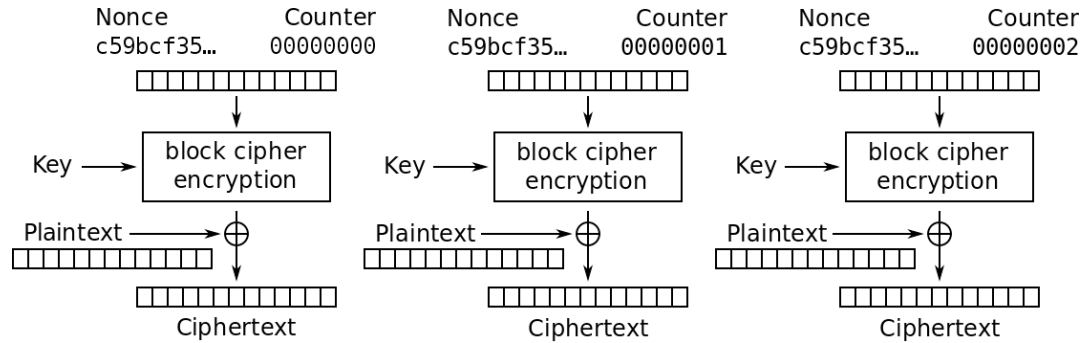 Nonce Counter Nonce Counter Nonce Counter
c59bcf35… 00000000 c59bcf35… 00000001 c59bcf35… 00000002
block cipher block cipher block cipher
Key encryption Key encryption Key encryption
Plaintext Plaintext Plaintext
Ciphertext Ciphertext Ciphertext